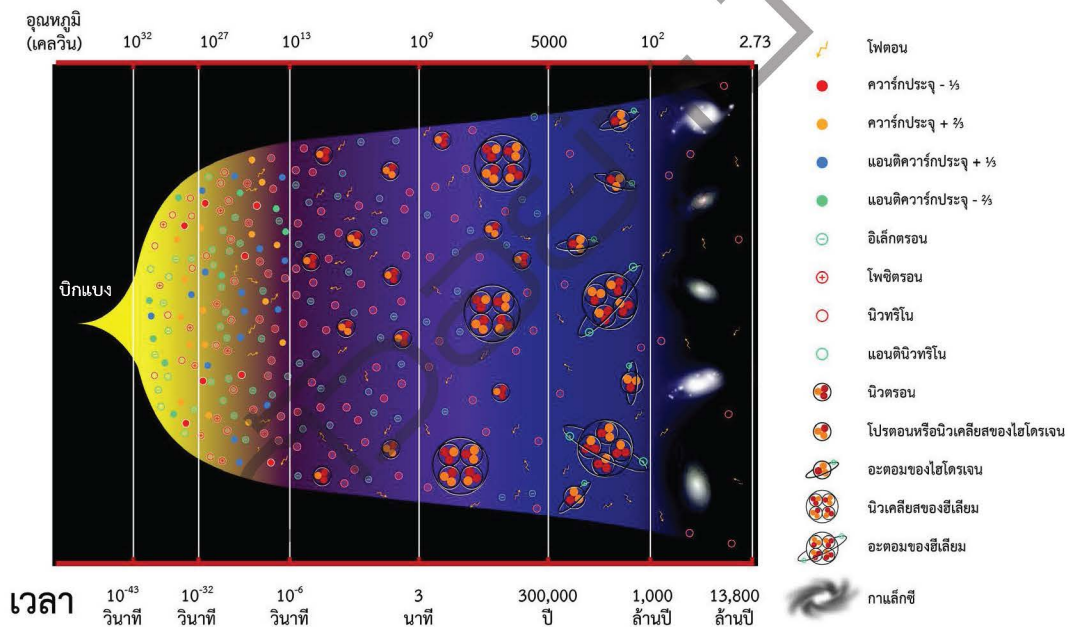 อุณหภูมิ
(เคลวิน) 10³² 10²⁷ 10¹³ 10⁹ 5000 10² 2.73
บิกแบง
เวลา 10⁻⁴³ 10⁻³² 10⁻⁶ 3 300,000 1,000 13,800
วินาที วินาที วินาที นาที ปี ล้านปี ล้านปี
โฟตอน
ควาร์กประจุ - ⅓
ควาร์กประจุ + ⅔
แอนติควาร์กประจุ + ⅓
แอนติควาร์กประจุ - ⅔
อิเล็กตรอน
โพซิตรอน
นิวทริโน
แอนตินิวทริโน
นิวตรอน
โปรตอนหรือนิวเคลียสของไฮโดรเจน
อะตอมของไฮโดรเจน
นิวเคลียสของฮีเลียม
อะตอมของฮีเลียม
กาแล็กซี